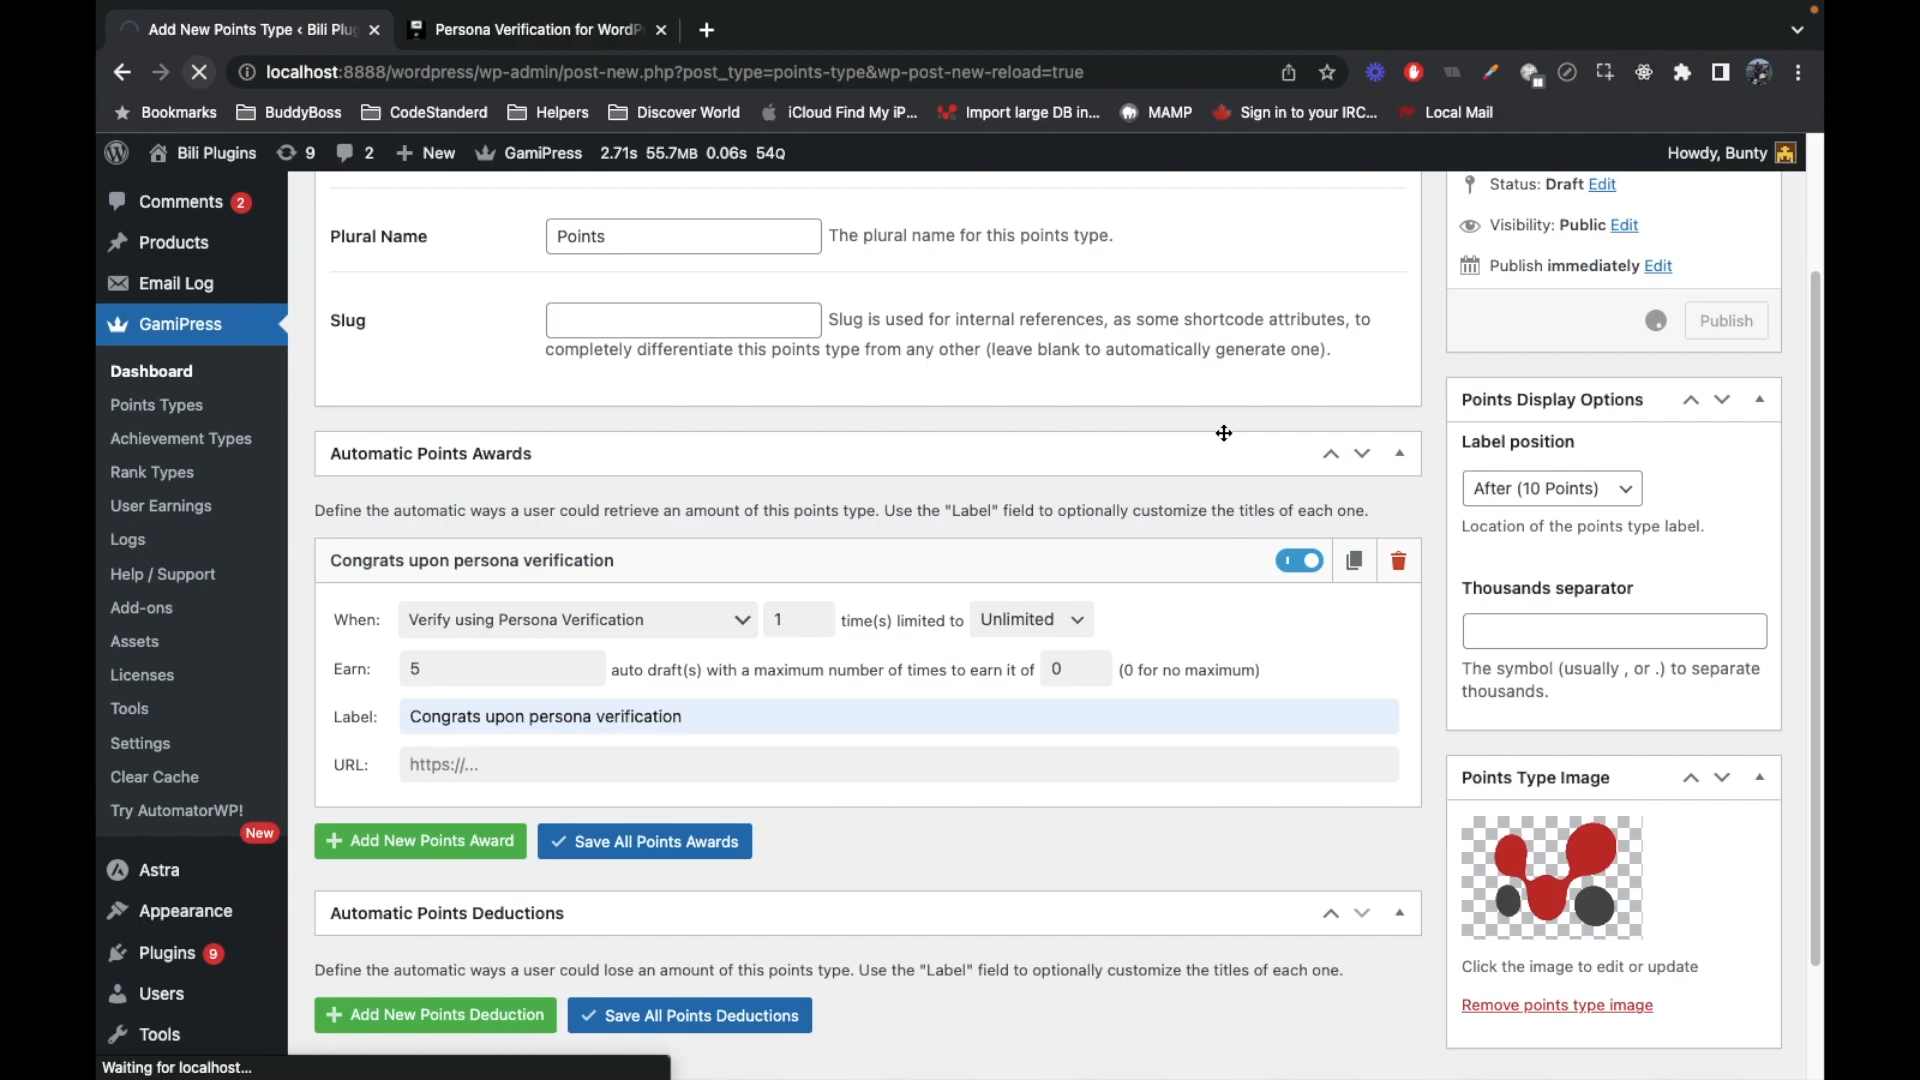 Add New Points Type ‹ Bili Plug
Persona Verification for WordP
localhost:8888/wordpress/wp-admin/post-new.php?post_type=points-type&wp-post-new-reload=true
Bookmarks BuddyBoss CodeStanderd Helpers Discover World iCloud Find My iP... Import large DB in... MAMP Sign in to your IRC... Local Mail
Bili Plugins 9 2 New GamiPress 2.71s 55.7MB 0.06s 54Q Howdy, Bunty
Comments 2
Products
Email Log
GamiPress
Dashboard
Points Types
Achievement Types
Rank Types
User Earnings
Logs
Help / Support
Add-ons
Assets
Licenses
Tools
Settings
Clear Cache
Try AutomatorWP!
New
Astra
Appearance
Plugins 9
Users
Tools
Waiting for localhost...
Plural Name Points The plural name for this points type.
Slug Slug is used for internal references, as some shortcode attributes, to
completely differentiate this points type from any other (leave blank to automatically generate one).
Automatic Points Awards
Define the automatic ways a user could retrieve an amount of this points type. Use the "Label" field to optionally customize the titles of each one.
Congrats upon persona verification
When: Verify using Persona Verification 1 time(s) limited to Unlimited
Earn: 5 auto draft(s) with a maximum number of times to earn it of 0 (0 for no maximum)
Label: Congrats upon persona verification
URL: https://...
Add New Points Award Save All Points Awards
Automatic Points Deductions
Define the automatic ways a user could lose an amount of this points type. Use the "Label" field to optionally customize the titles of each one.
Add New Points Deduction Save All Points Deductions
Status: Draft Edit
Visibility: Public Edit
Publish immediately Edit
Publish
Points Display Options
Label position
After (10 Points)
Location of the points type label.
Thousands separator
The symbol (usually , or .) to separate
thousands.
Points Type Image
Click the image to edit or update
Remove points type image